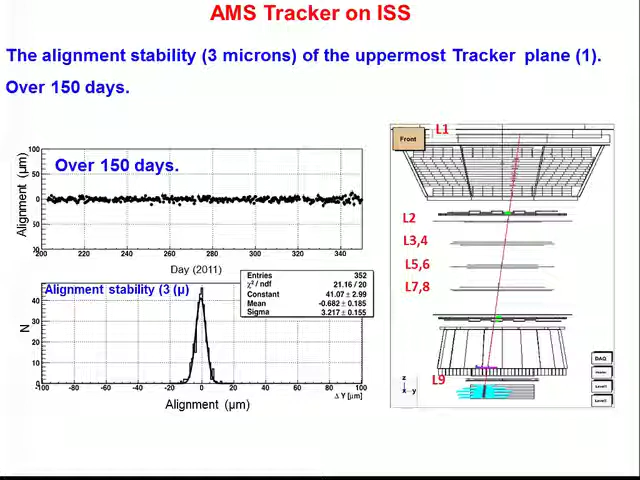 AMS Tracker on ISS
The alignment stability (3 microns) of the uppermost Tracker plane (1).
Over 150 days.
Over 150 days.
Alignment (µm)
100
50
0
50
00
200 220 240 260 280 300 320 340
Day (2011)
Alignment stability (3 (µ)
Entries 352
χ² / ndf 21.16 / 20
Constant 41.07 ± 2.99
Mean -0.682 ± 0.185
Sigma 3.217 ± 0.155
N
40
30
20
10
0
-100 -80 -60 -40 -20 0 20 40 60 80 100
Δ Y [µm]
Alignment (µm)
Front
L1
L2
L3,4
L5,6
L7,8
L9
z
x y
DAQ